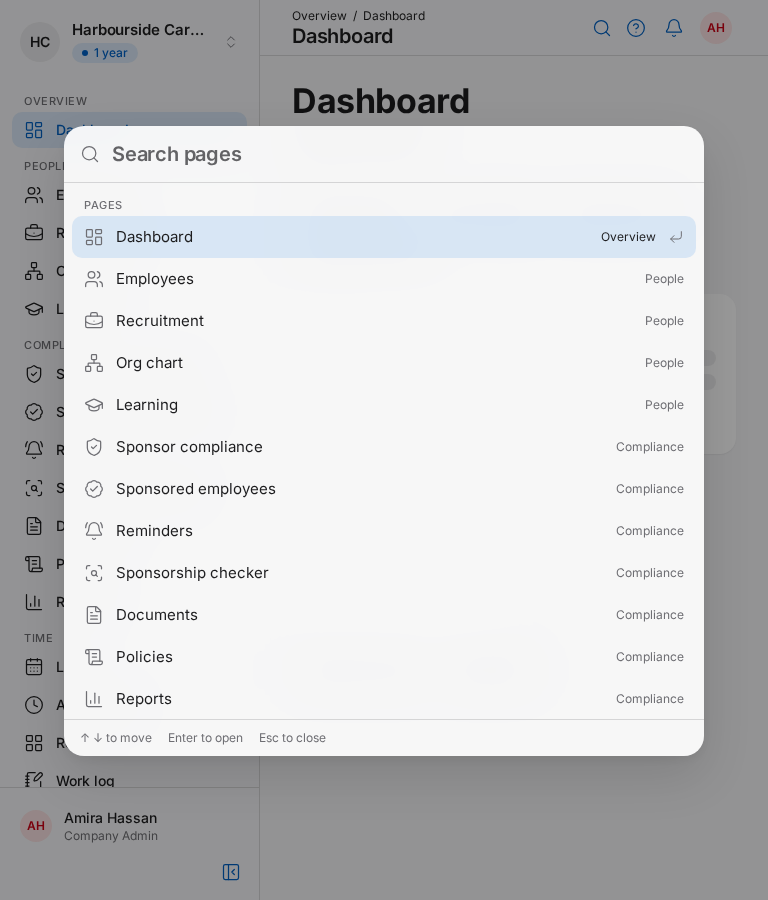 HC
Harbourside Car...
1 year
Overview / Dashboard
Dashboard
AH
Dashboard
OVERVIEW
PEOPLE
TIME
Work log
AH
Amira Hassan
Company Admin
Search pages
PAGES
Dashboard Overview
Employees People
Recruitment People
Org chart People
Learning People
Sponsor compliance Compliance
Sponsored employees Compliance
Reminders Compliance
Sponsorship checker Compliance
Documents Compliance
Policies Compliance
Reports Compliance
↑ ↓ to move Enter to open Esc to close